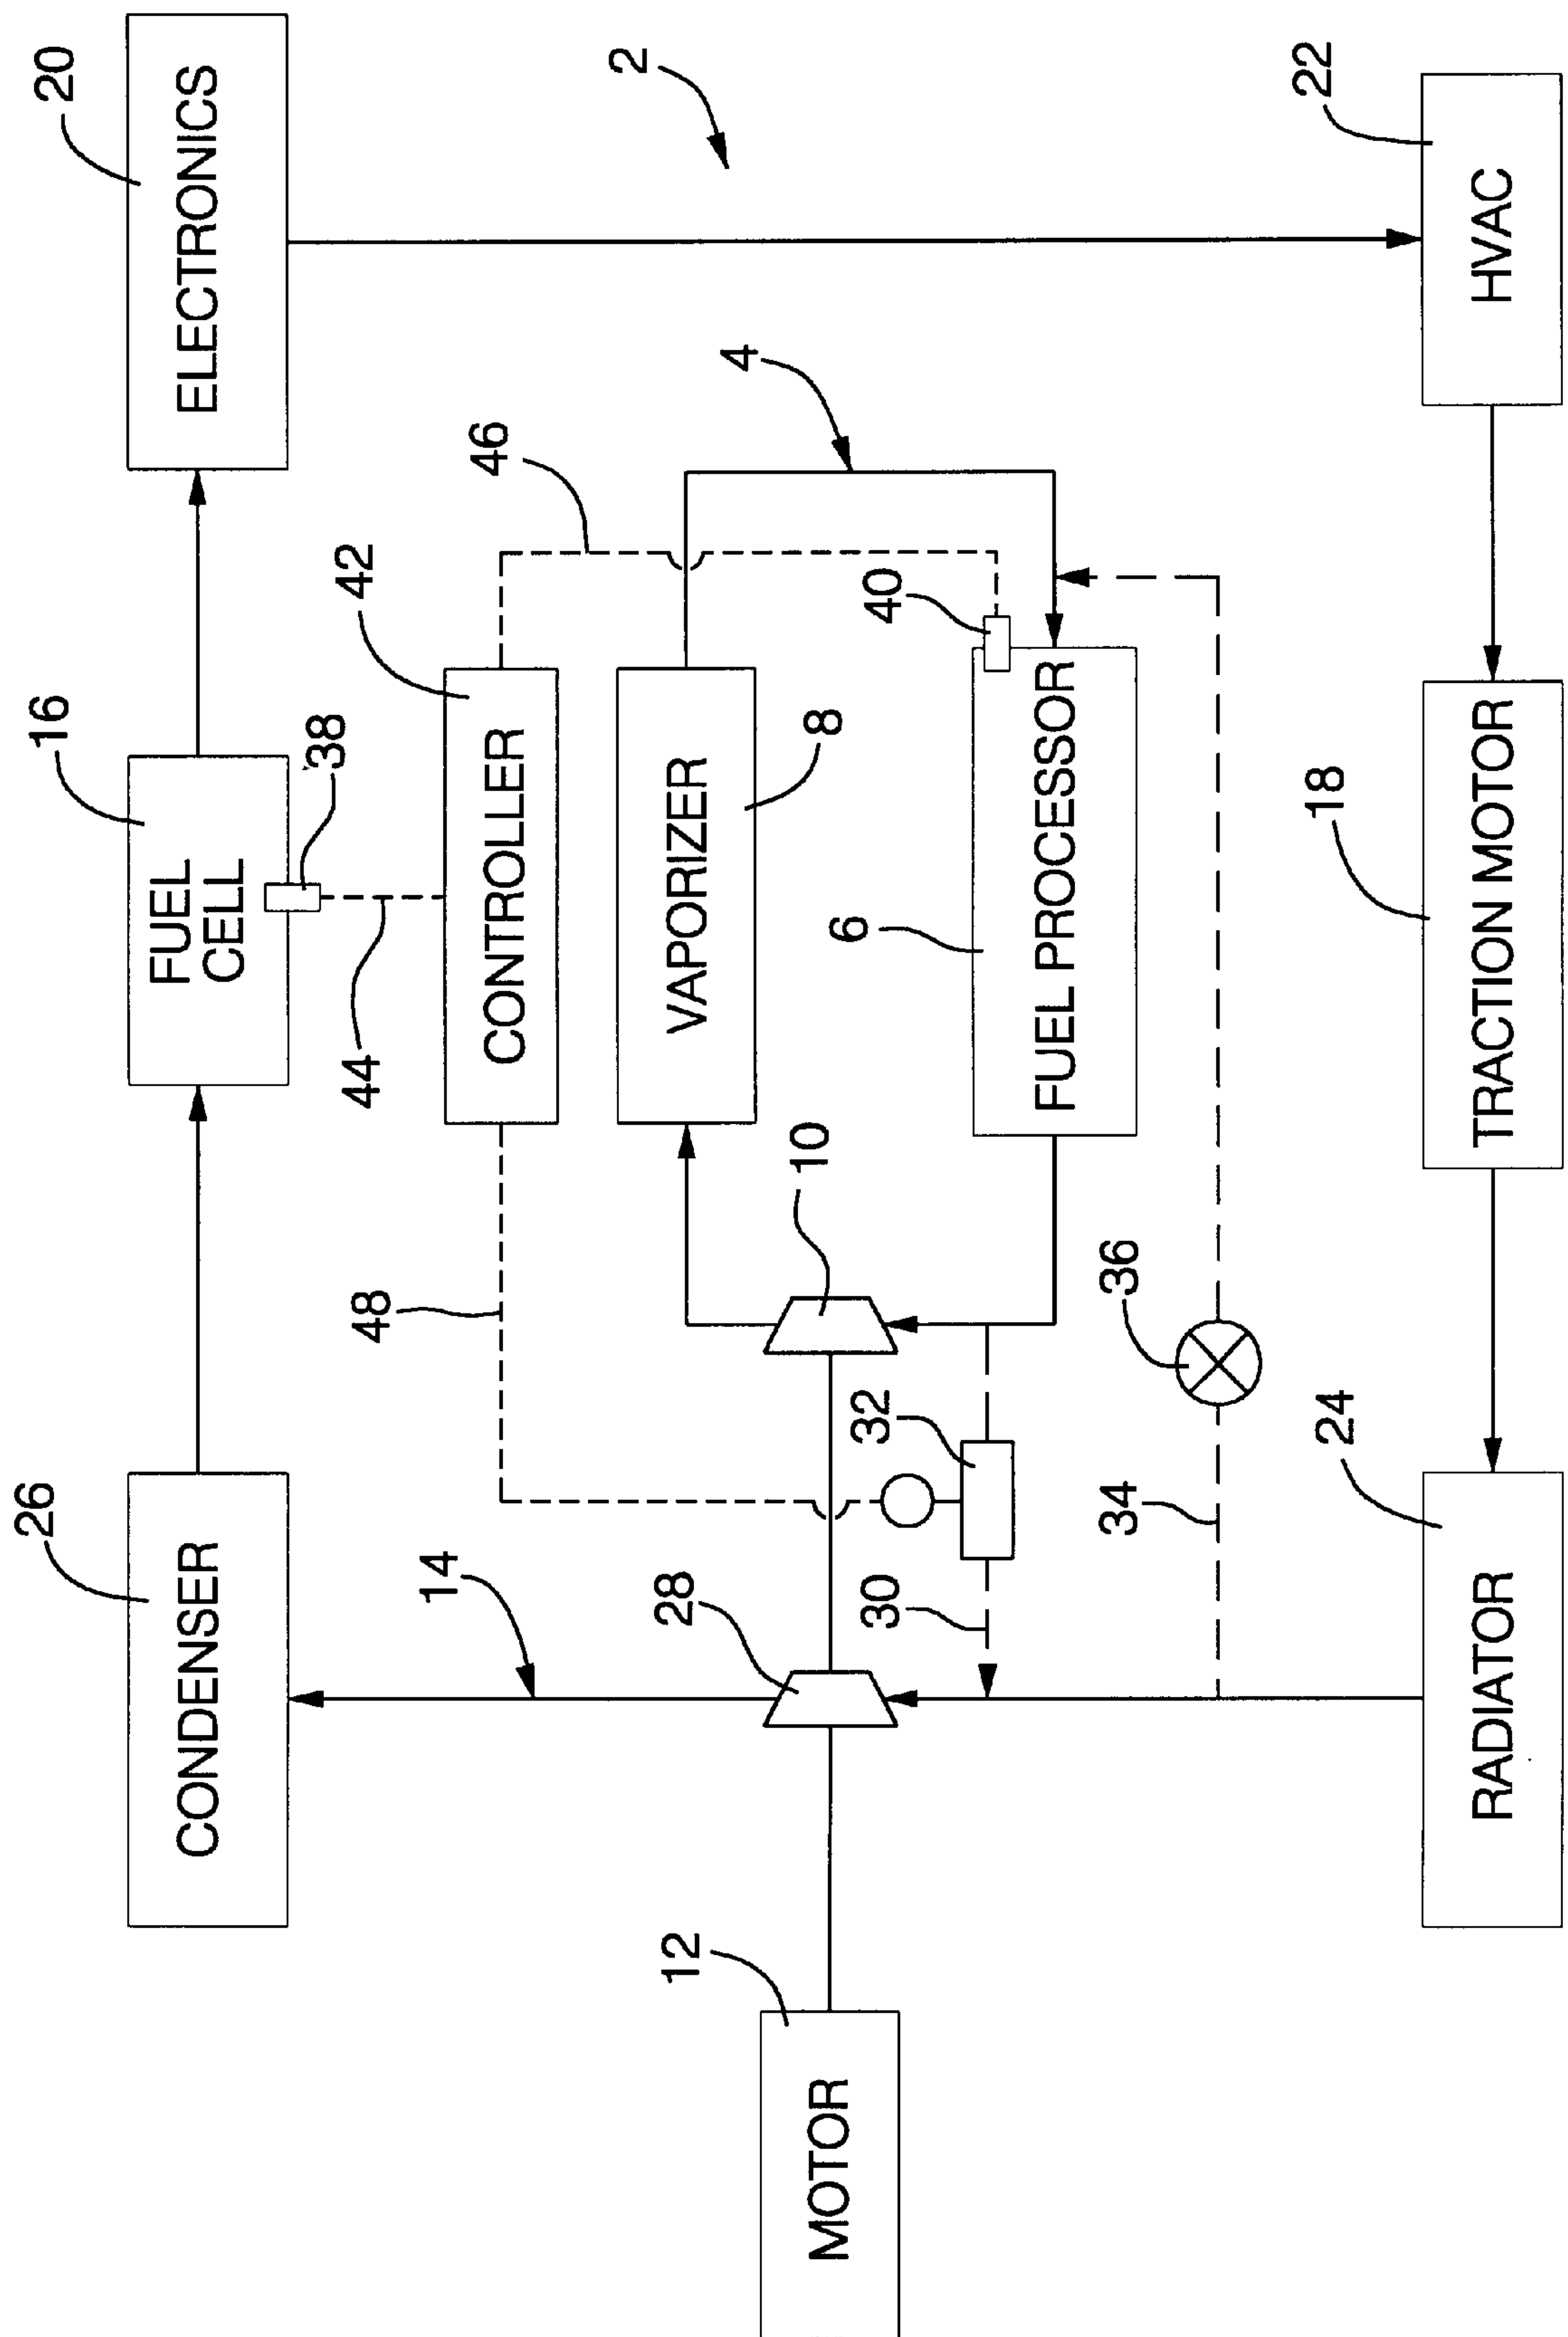 20
ELECTRONICS
2
22
HVAC
4
46
16
FUEL
CELL
38
42
CONTROLLER
44
VAPORIZER
8
40
6
FUEL PROCESSOR
18
TRACTION MOTOR
10
48
36
32
34
24
RADIATOR
26
CONDENSER
14
28
30
12
MOTOR